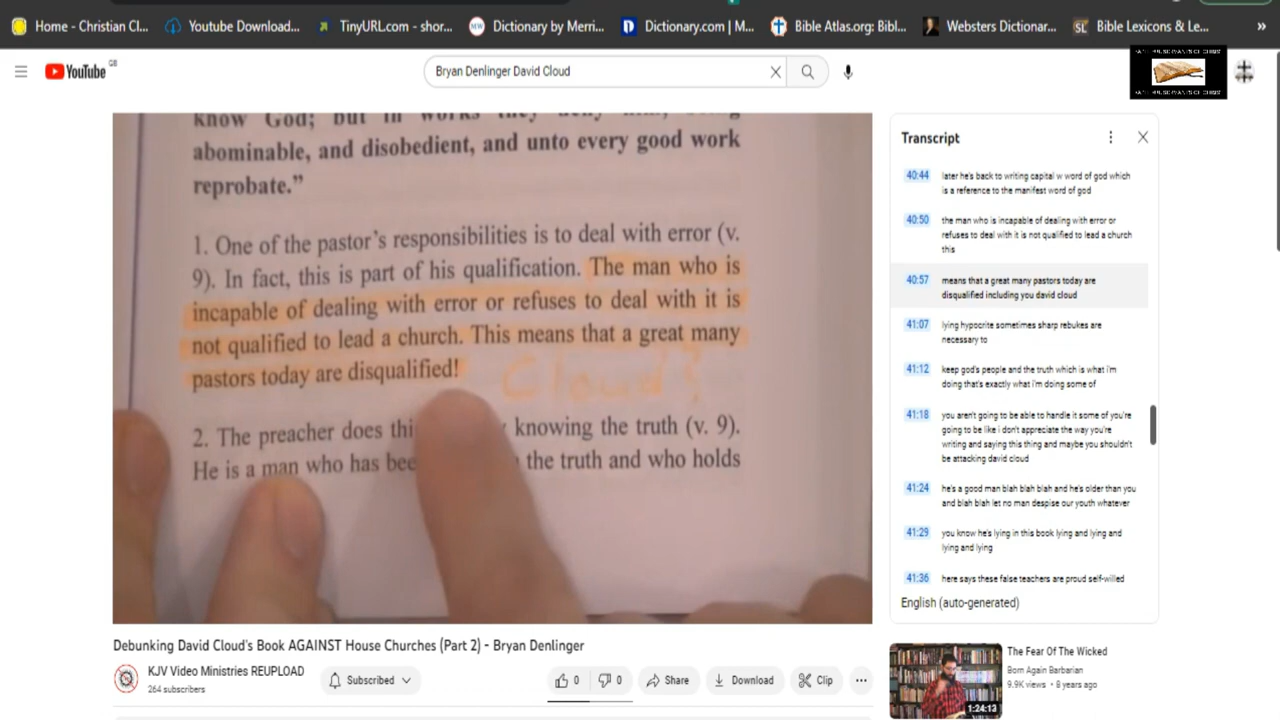 Home - Christian Cl...
Youtube Download...
TinyURL.com - shor...
Dictionary by Merri...
Dictionary.com | M...
Bible Atlas.org: Bibl...
Websters Dictionar...
SL
Bible Lexicons & Le...
»
YouTube GB
Bryan Denlinger David Cloud
know God; but in works they deny him, being
abominable, and disobedient, and unto every good work
reprobate."
1. One of the pastor's responsibilities is to deal with error (v.
9). In fact, this is part of his qualification. The man who is
incapable of dealing with error or refuses to deal with it is
not qualified to lead a church. This means that a great many
pastors today are disqualified!
Cloud?
2. The preacher does thi knowing the truth (v. 9).
He is a man who has bee the truth and who holds
Transcript
40:44
later he's back to writing capital w word of god which
is a reference to the manifest word of god
40:50
the man who is incapable of dealing with error or
refuses to deal with it is not qualified to lead a church
this
40:57
means that a great many pastors today are
disqualified including you david cloud
41:07
lying hypocrite sometimes sharp rebukes are
necessary to
41:12
keep god's people and the truth which is what i'm
doing that's exactly what i'm doing some of
41:18
you aren't going to be able to handle it some of you're
going to be like i don't appreciate the way you're
writing and saying this thing and maybe you shouldn't
be attacking david cloud
41:24
he's a good man blah blah blah and he's older than you
and blah blah let no man despise our youth whatever
41:29
you know he's lying in this book lying and lying and
lying and lying
41:36
here says these false teachers are proud self-willed
English (auto-generated)
Debunking David Cloud's Book AGAINST House Churches (Part 2) - Bryan Denlinger
KJV Video Ministries REUPLOAD
264 subscribers
Subscribed
0
0
Share
Download
Clip
The Fear Of The Wicked
Born Again Barbarian
9.9K views • 8 years ago
1:24:13